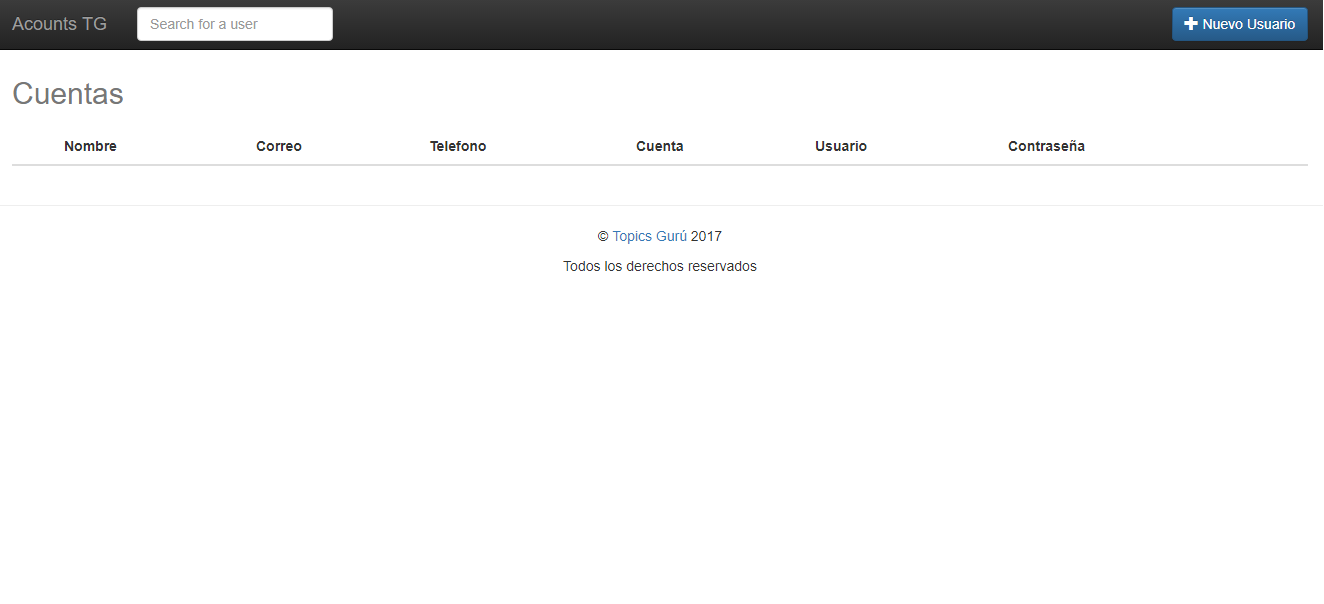 Acounts TG Search for a user Nuevo Usuario
Cuentas
Nombre Correo Telefono Cuenta Usuario Contraseña
© Topics Gurú 2017
Todos los derechos reservados